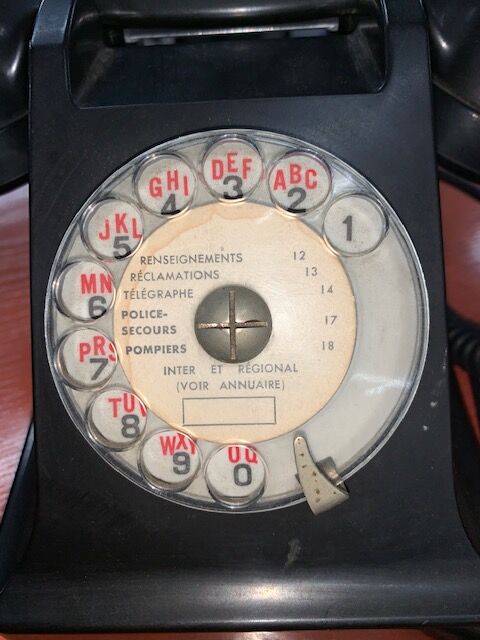 ABC
2
DEF
3
GHI
4
JKL
5
MN
6
PRS
7
TUV
8
WXY
9
OQ
0
1
RENSEIGNEMENTS 12
RÉCLAMATIONS 13
TÉLÉGRAPHE 14
POLICE-
SECOURS 17
POMPIERS 18
INTER ET RÉGIONAL
(VOIR ANNUAIRE)